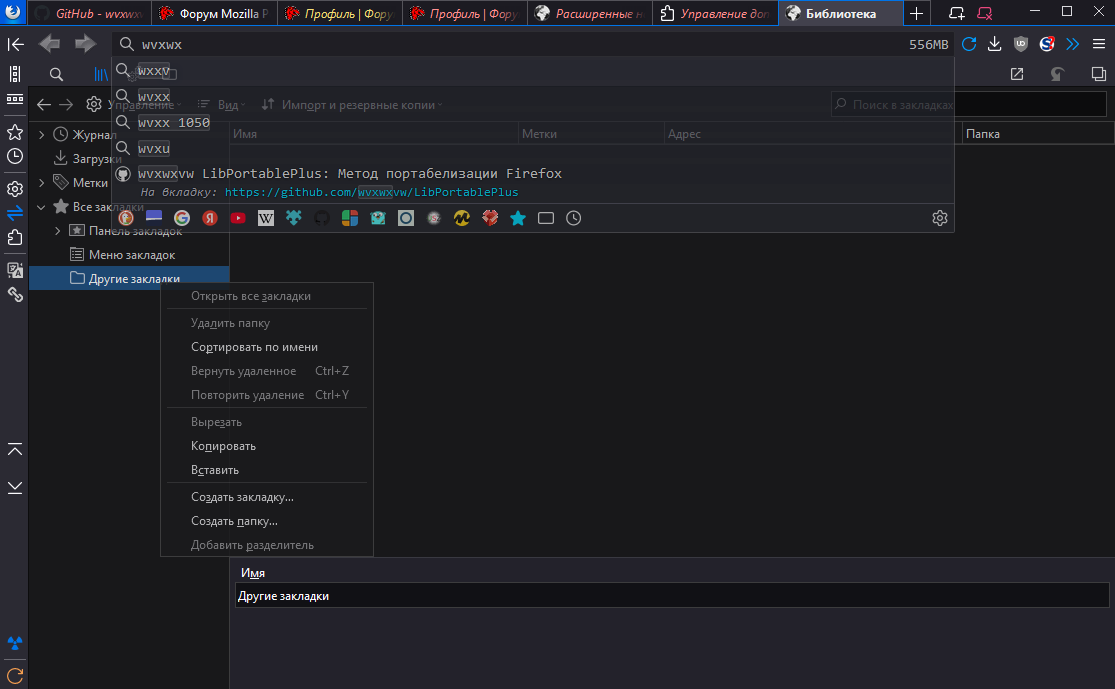 GitHub - wvxwx
Форум Mozilla Р
Профиль | Фору
Профиль | Фору
Расширенные н
Управление доп
Библиотека
wvxwx
556MB
wxxv
wvxx
wvxx 1050
wvxu
wvxwxvw LibPortablePlus: Метод портабелизации Firefox
На вкладку: https://github.com/wvxwxvw/LibPortablePlus
Управление
Вид
Импорт и резервные копии
Поиск в закладках
Имя
Метки
Адрес
Папка
Журнал
Загрузки
Метки
Все закладки
Панель закладок
Меню закладок
Другие закладки
Открыть все закладки
Удалить папку
Сортировать по имени
Вернуть удаленное Ctrl+Z
Повторить удаление Ctrl+Y
Вырезать
Копировать
Вставить
Создать закладку...
Создать папку...
Добавить разделитель
Имя
Другие закладки